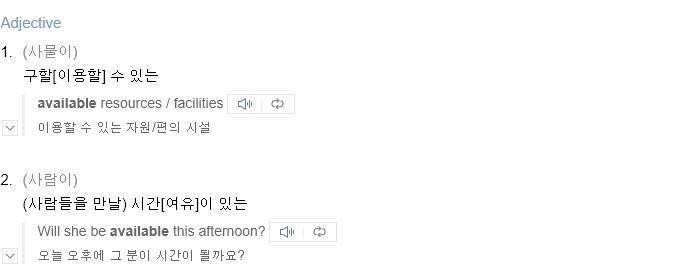 Adjective
1. (사물이)
구할[이용할] 수 있는
available resources / facilities
이용할 수 있는 자원/편의 시설
2. (사람이)
(사람들을 만날) 시간[여유]이 있는
Will she be available this afternoon?
오늘 오후에 그 분이 시간이 될까요?